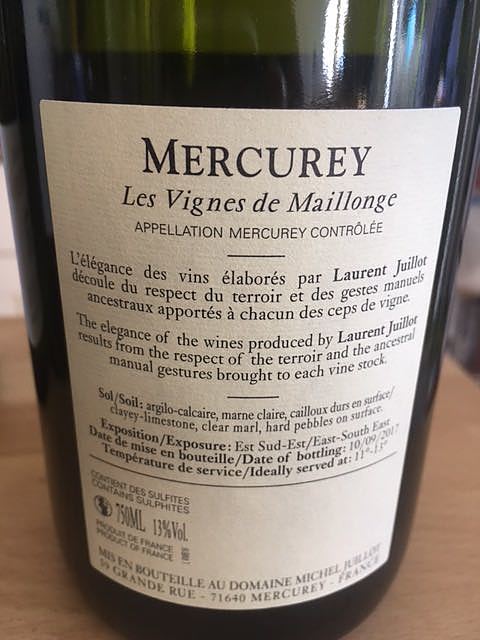 MERCUREY
Les Vignes de Maillonge
APPELLATION MERCUREY CONTRÔLÉE
L'élégance des vins élaborés par Laurent Juillot
découle du respect du terroir et des gestes manuels
ancestraux apportés à chacun des ceps de vigne.
The elegance of the wines produced by Laurent Juillot
results from the respect of the terroir and the ancestral
manual gestures brought to each vine stock.
Sol/Soil: argilo-calcaire, marne claire, cailloux durs en surface/
clayey-limestone, clear marl, hard pebbles on surface.
Exposition/Exposure: Est Sud-Est/East-South East
Date de mise en bouteille/Date of bottling: 10/09/2017
Température de service/Ideally served at: 11°-13°
CONTIENT DES SULFITES
CONTAINS SULPHITES
750ML 13%Vol.
PRODUIT DE FRANCE
PRODUCT OF FRANCE
MIS EN BOUTEILLE AU DOMAINE MICHEL JUILLOT
59 GRANDE RUE - 71640 MERCUREY - FRANCE